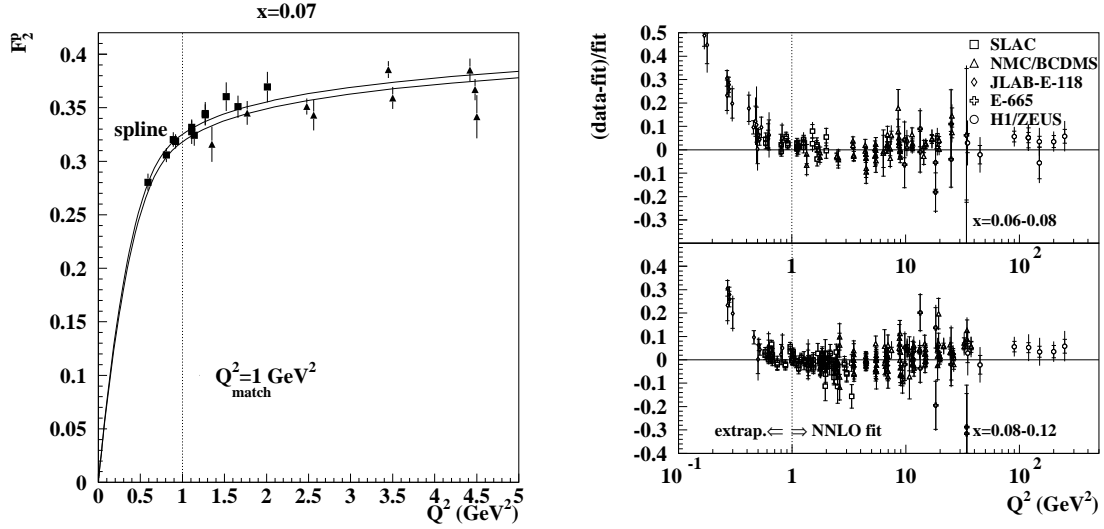 x=0.07
F₂ᵖ
0.4
0.35
0.3
0.25
0.2
0.15
0.1
0.05
0
spline
Q²match=1 GeV²
0 0.5 1 1.5 2 2.5 3 3.5 4 4.5 5
Q² (GeV²)
(data-fit)/fit
0.5
0.4
0.3
0.2
0.1
0
-0.1
-0.2
-0.3
SLAC
NMC/BCDMS
JLAB-E-118
E-665
H1/ZEUS
x=0.06-0.08
1 10 10²
0.4
0.3
0.2
0.1
0
-0.1
-0.2
-0.3
-0.4
extrap.⇐ ⇒ NNLO fit
x=0.08-0.12
10⁻¹ 1 10 10²
Q² (GeV²)